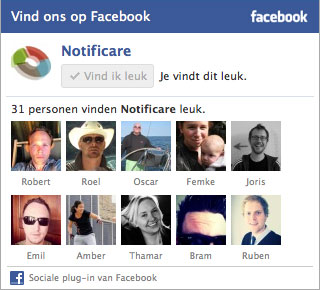 Vind ons op Facebook facebook
Notificare
Vind ik leuk Je vindt dit leuk.
31 personen vinden Notificare leuk.
Robert Roel Oscar Femke Joris
Emil Amber Thamar Bram Ruben
f Sociale plug-in van Facebook